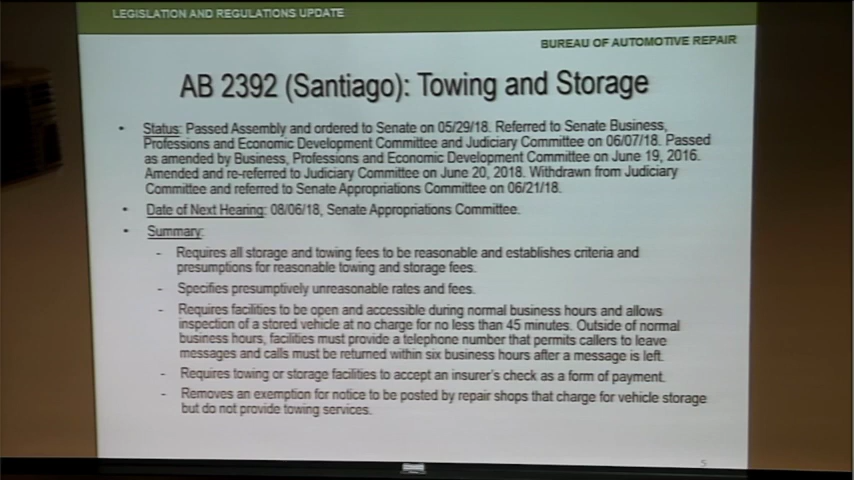 LEGISLATION AND REGULATIONS UPDATE
BUREAU OF AUTOMOTIVE REPAIR
AB 2392 (Santiago): Towing and Storage
• Status: Passed Assembly and ordered to Senate on 05/29/18. Referred to Senate Business,
Professions and Economic Development Committee and Judiciary Committee on 06/07/18. Passed
as amended by Business, Professions and Economic Development Committee on June 19, 2016.
Amended and re-referred to Judiciary Committee on June 20, 2018. Withdrawn from Judiciary
Committee and referred to Senate Appropriations Committee on 06/21/18.
• Date of Next Hearing: 08/06/18, Senate Appropriations Committee.
• Summary:
- Requires all storage and towing fees to be reasonable and establishes criteria and
presumptions for reasonable towing and storage fees.
- Specifies presumptively unreasonable rates and fees.
- Requires facilities to be open and accessible during normal business hours and allows
inspection of a stored vehicle at no charge for no less than 45 minutes. Outside of normal
business hours, facilities must provide a telephone number that permits callers to leave
messages and calls must be returned within six business hours after a message is left.
- Requires towing or storage facilities to accept an insurer's check as a form of payment.
- Removes an exemption for notice to be posted by repair shops that charge for vehicle storage
but do not provide towing services.
5